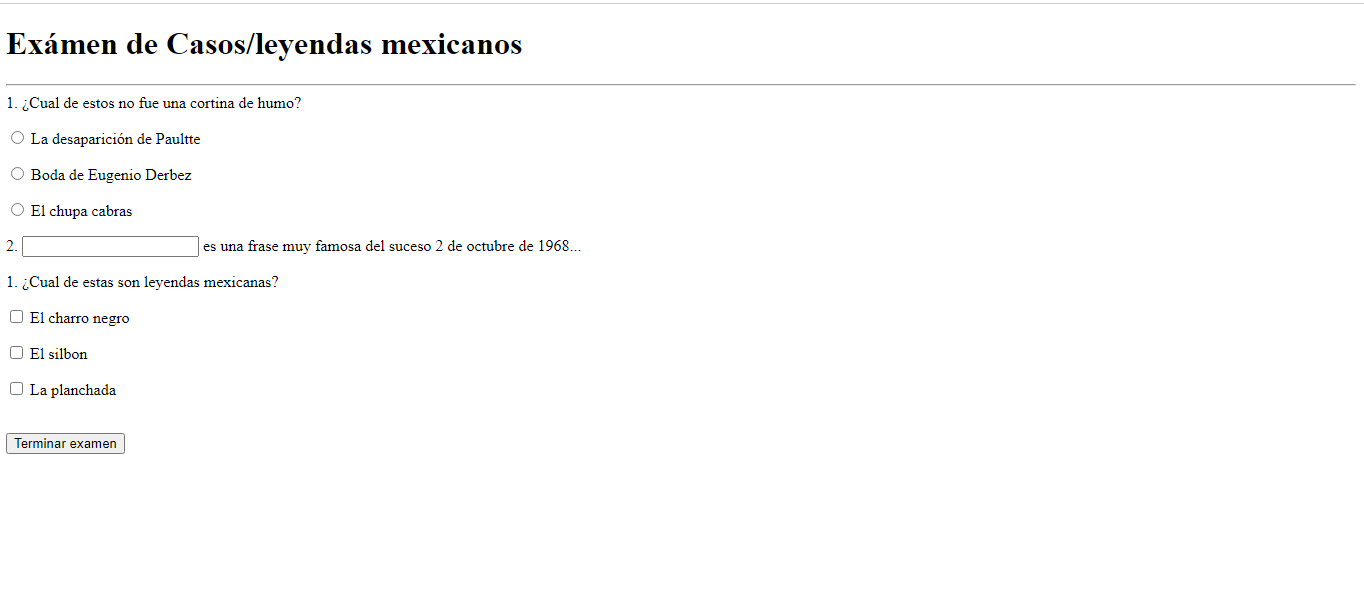 Exámen de Casos/leyendas mexicanos
1. ¿Cual de estos no fue una cortina de humo?
La desaparición de Paultte
Boda de Eugenio Derbez
El chupa cabras
2. es una frase muy famosa del suceso 2 de octubre de 1968...
1. ¿Cual de estas son leyendas mexicanas?
El charro negro
El silbon
La planchada
Terminar examen